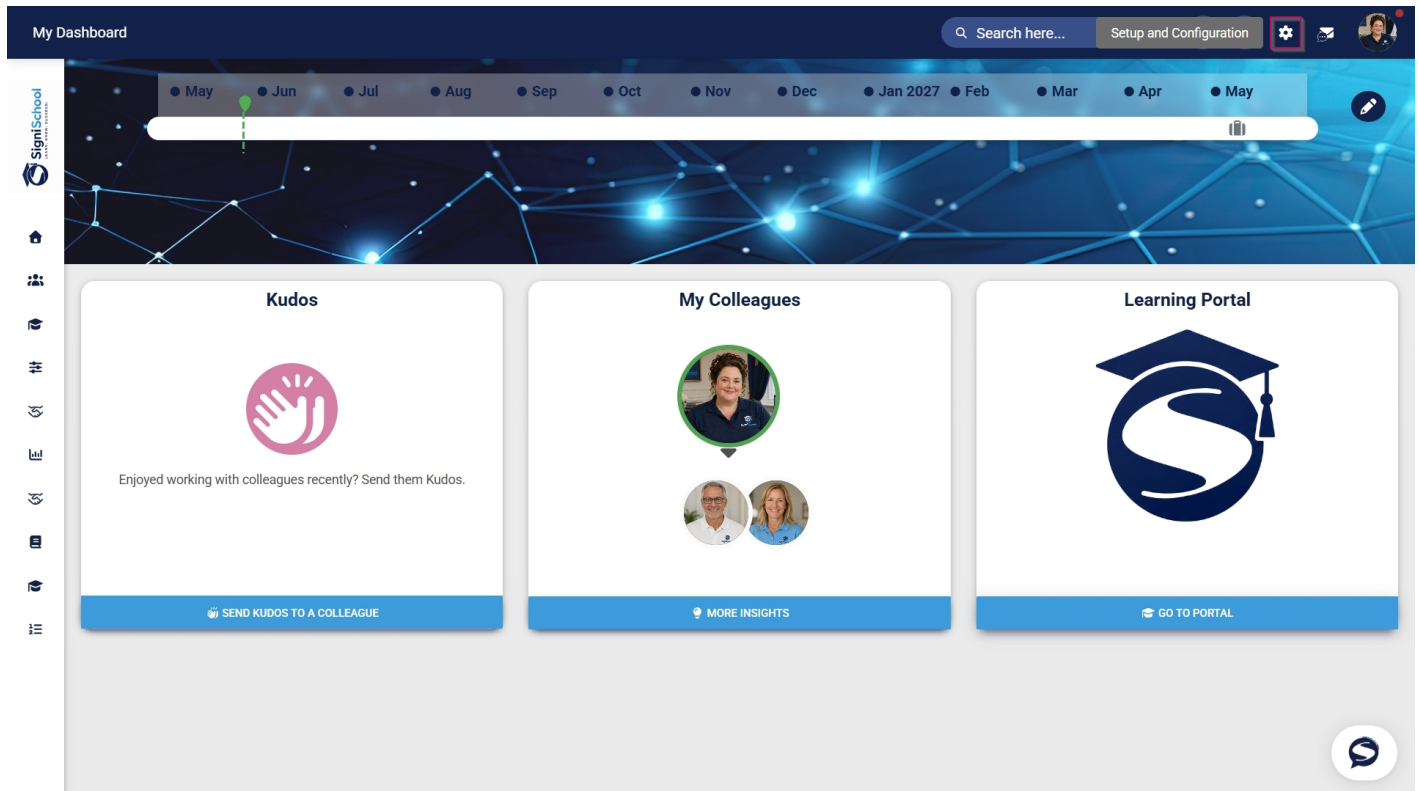 My Dashboard
Search here...
Setup and Configuration
SigniSchool
May Jun Jul Aug Sep Oct Nov Dec Jan 2027 Feb Mar Apr May
Kudos
Enjoyed working with colleagues recently? Send them Kudos.
SEND KUDOS TO A COLLEAGUE
My Colleagues
MORE INSIGHTS
Learning Portal
GO TO PORTAL